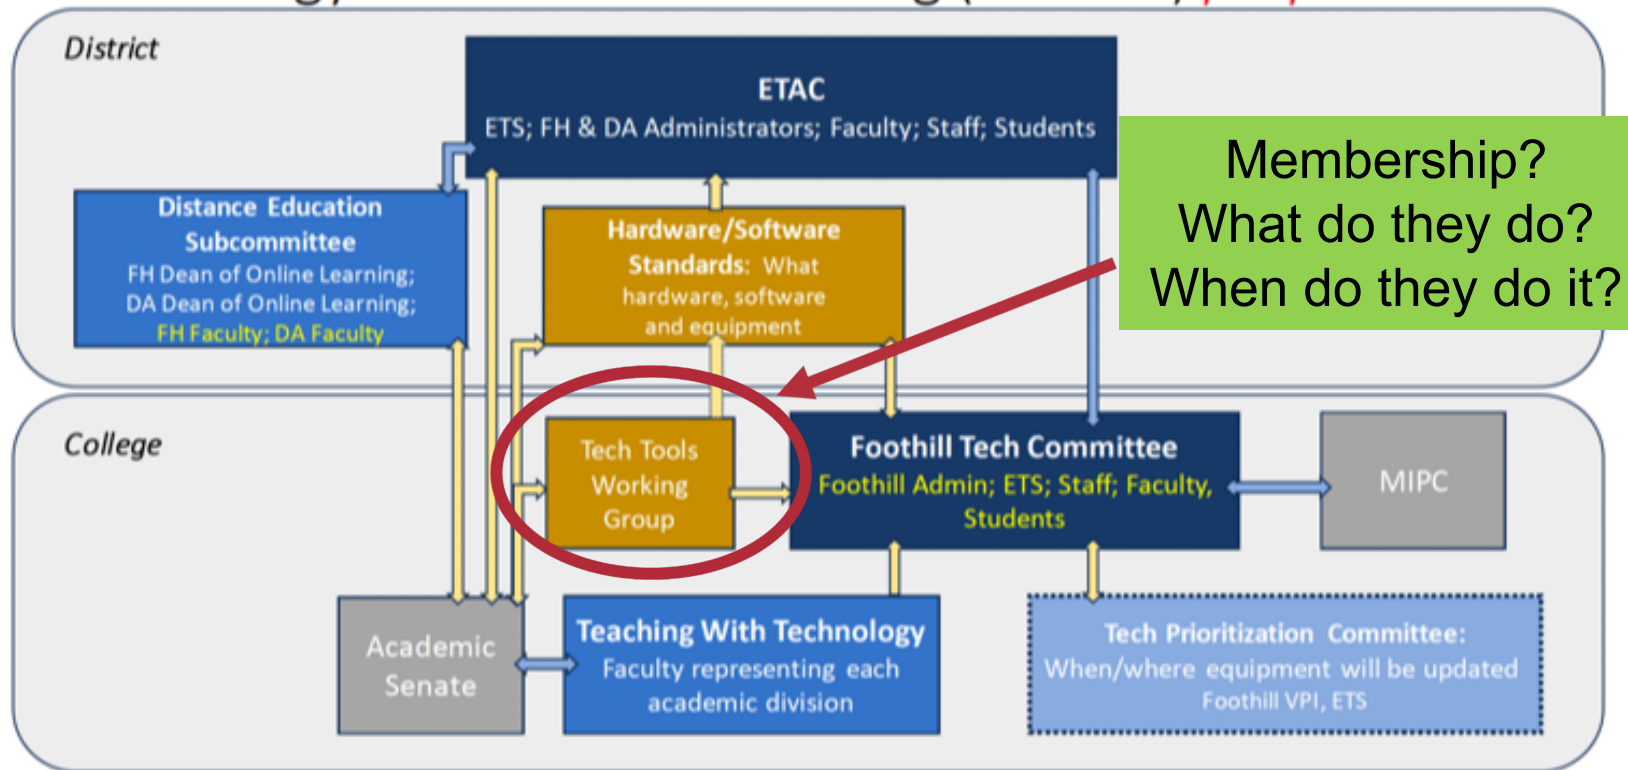 District
ETAC
ETS; FH & DA Administrators; Faculty; Staff; Students
Membership?
What do they do?
When do they do it?
Distance Education
Subcommittee
FH Dean of Online Learning;
DA Dean of Online Learning;
FH Faculty; DA Faculty
Hardware/Software
Standards: What
hardware, software
and equipment
College
Tech Tools
Working
Group
Foothill Tech Committee
Foothill Admin; ETS; Staff; Faculty,
Students
MIPC
Academic
Senate
Teaching With Technology
Faculty representing each
academic division
Tech Prioritization Committee:
When/where equipment will be updated
Foothill VPI, ETS